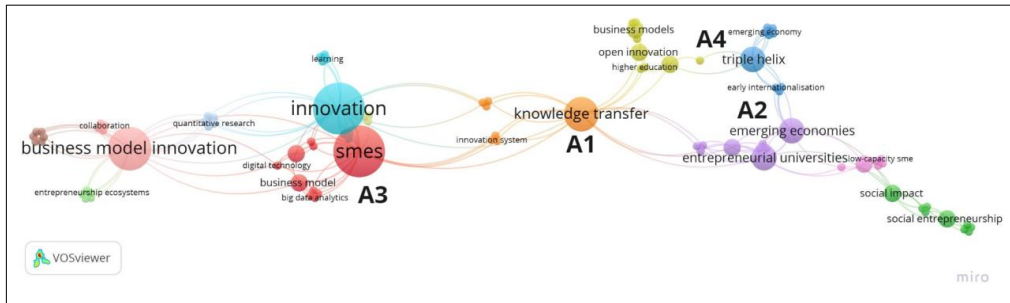 business models
A4
emerging economy
open innovation
triple helix
higher education
learning
early internationalisation
innovation
knowledge transfer
A2
collaboration
quantitative research
emerging economies
business model innovation
smes
innovation system
A1
entrepreneurial universities
low-capacity sme
digital technology
business model
entrepreneurship ecosystems
big data analytics
A3
social impact
social entrepreneurship
VOSviewer
miro